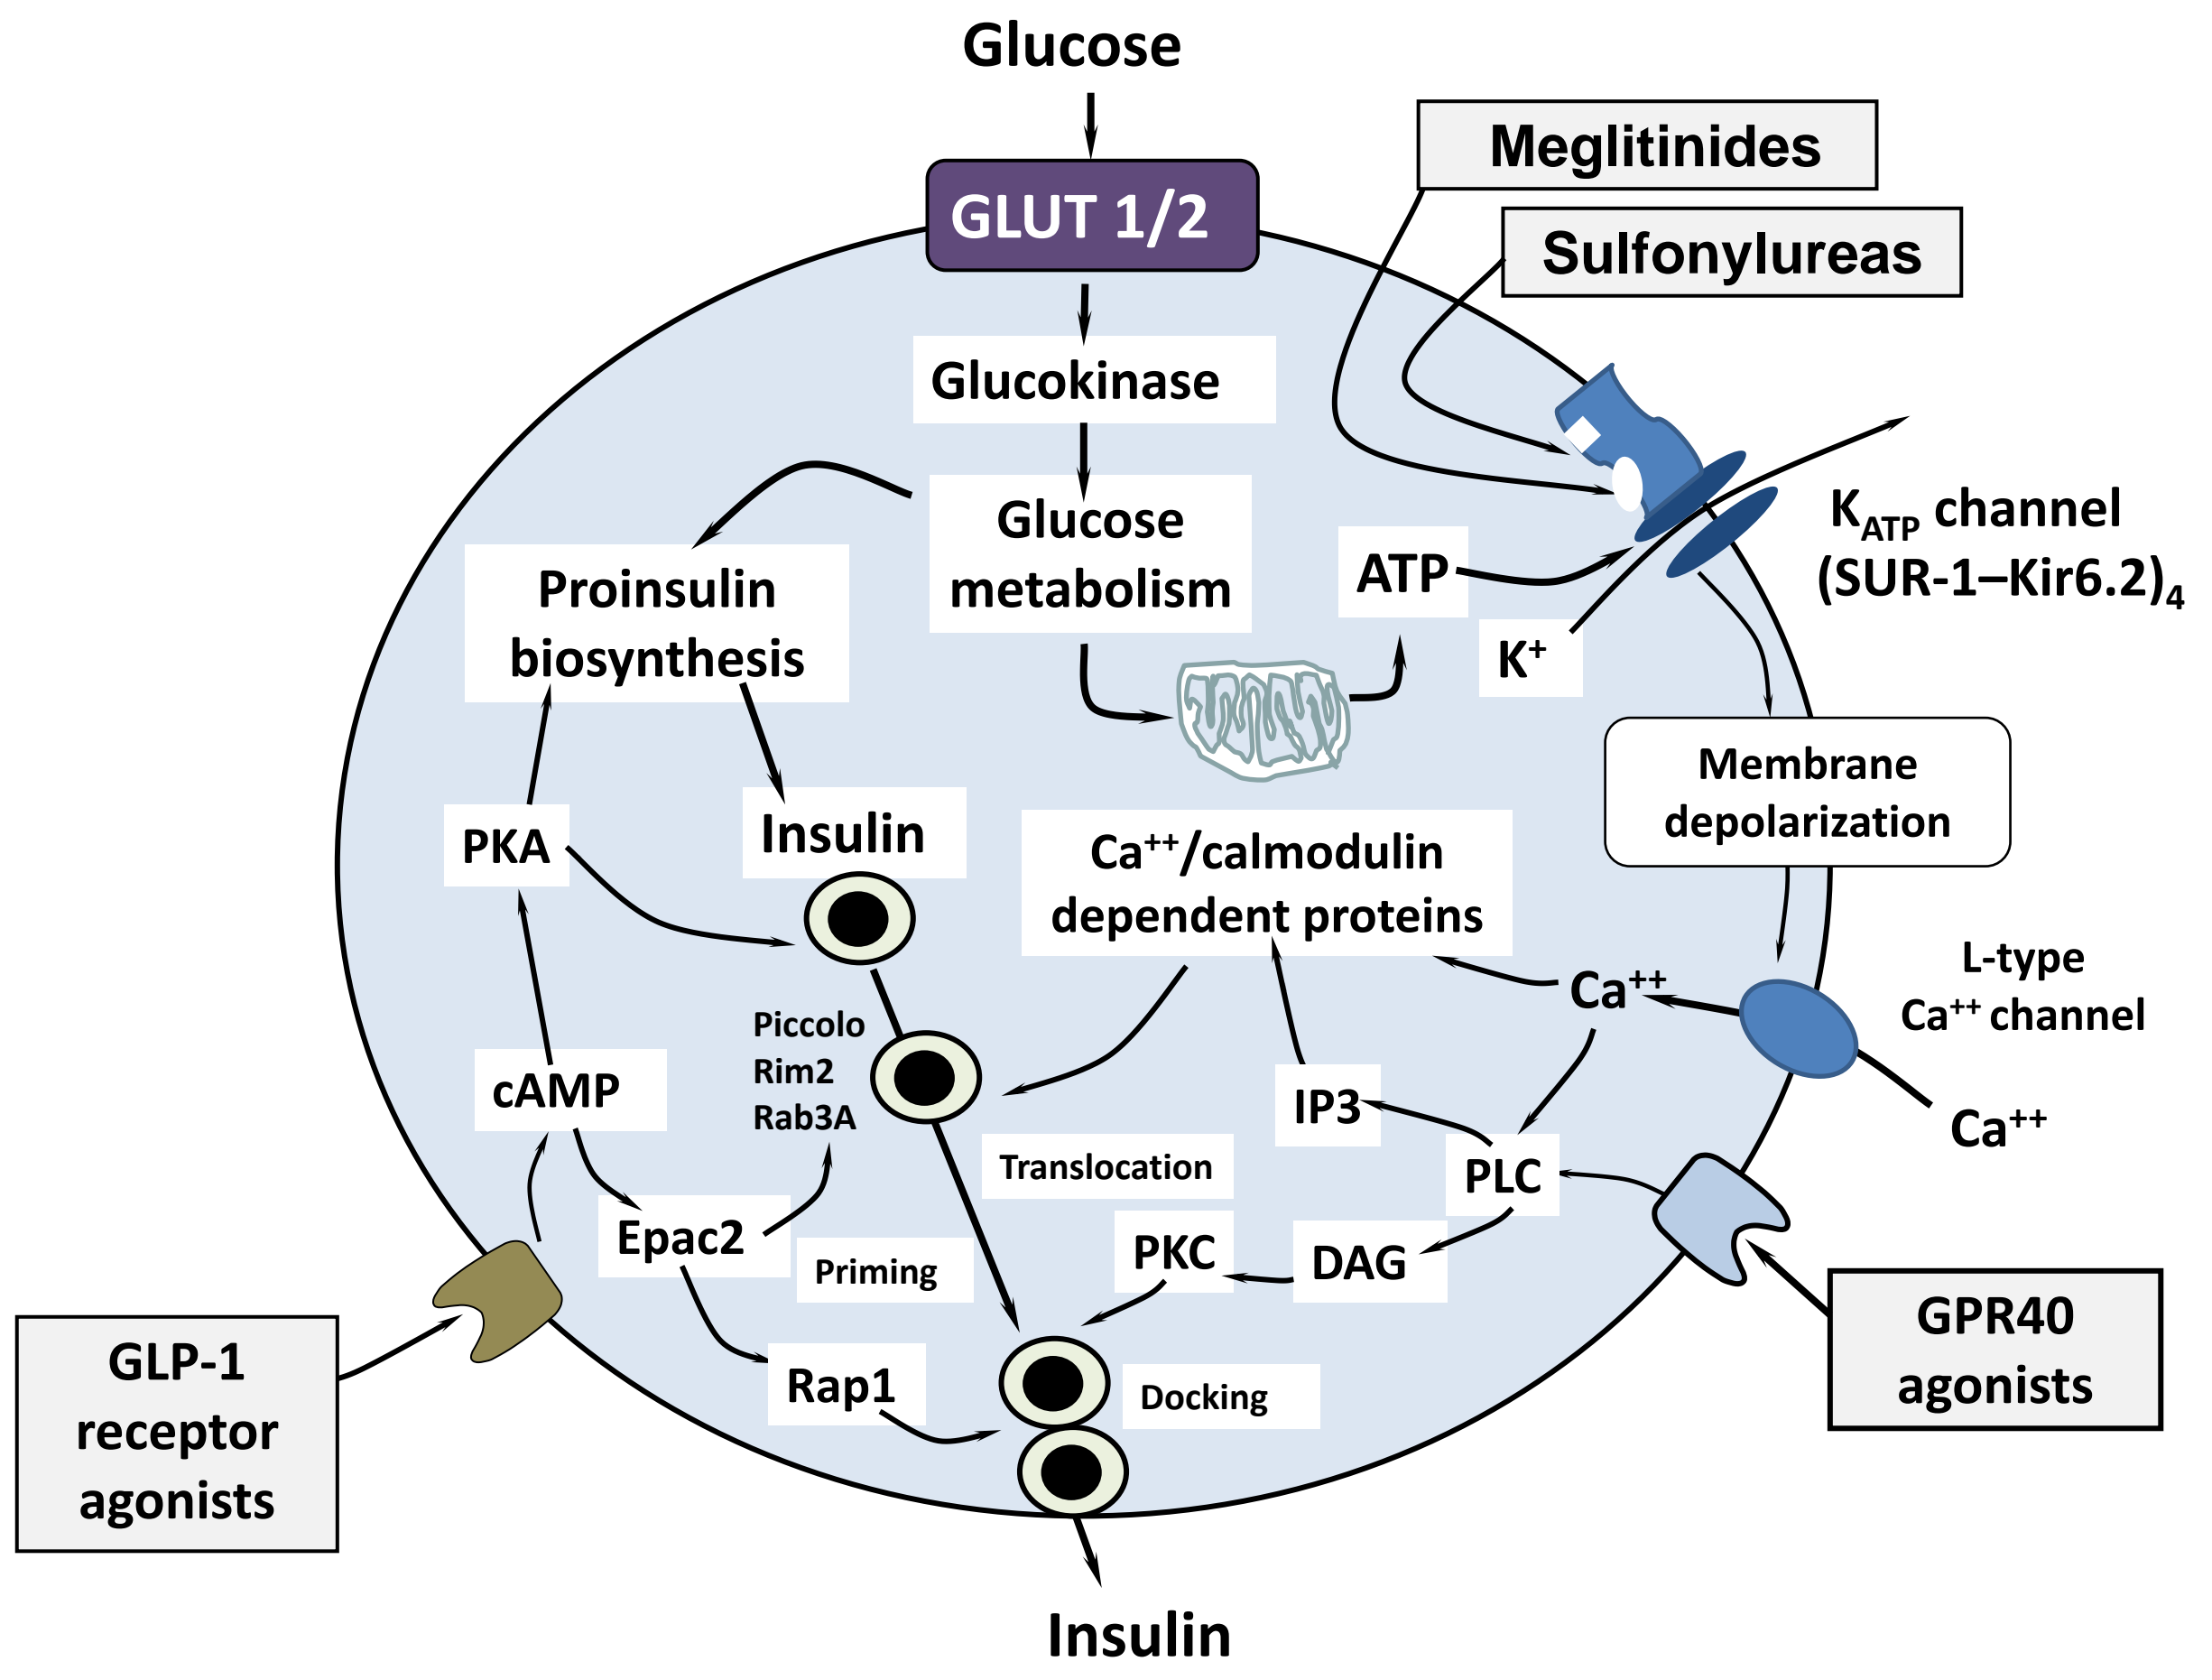 Glucose
Meglitinides
GLUT 1/2
Sulfonylureas
Glucokinase
Glucose
metabolism
K_ATP channel
(SUR-1–Kir6.2)₄
Proinsulin
biosynthesis
ATP
K⁺
Membrane
depolarization
PKA
Insulin
Ca⁺⁺/calmodulin
dependent proteins
L-type
Ca⁺⁺ channel
Ca⁺⁺
Piccolo
Rim2
Rab3A
cAMP
IP3
Ca⁺⁺
Translocation
PLC
Epac2
Priming
PKC
DAG
GPR40
agonists
GLP-1
receptor
agonists
Rap1
Docking
Insulin